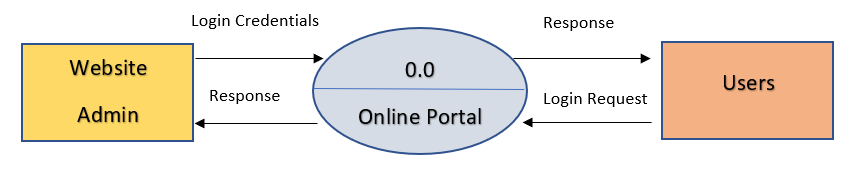 Login Credentials
Response
Website
Admin
0.0
Users
Response
Login Request
Online Portal